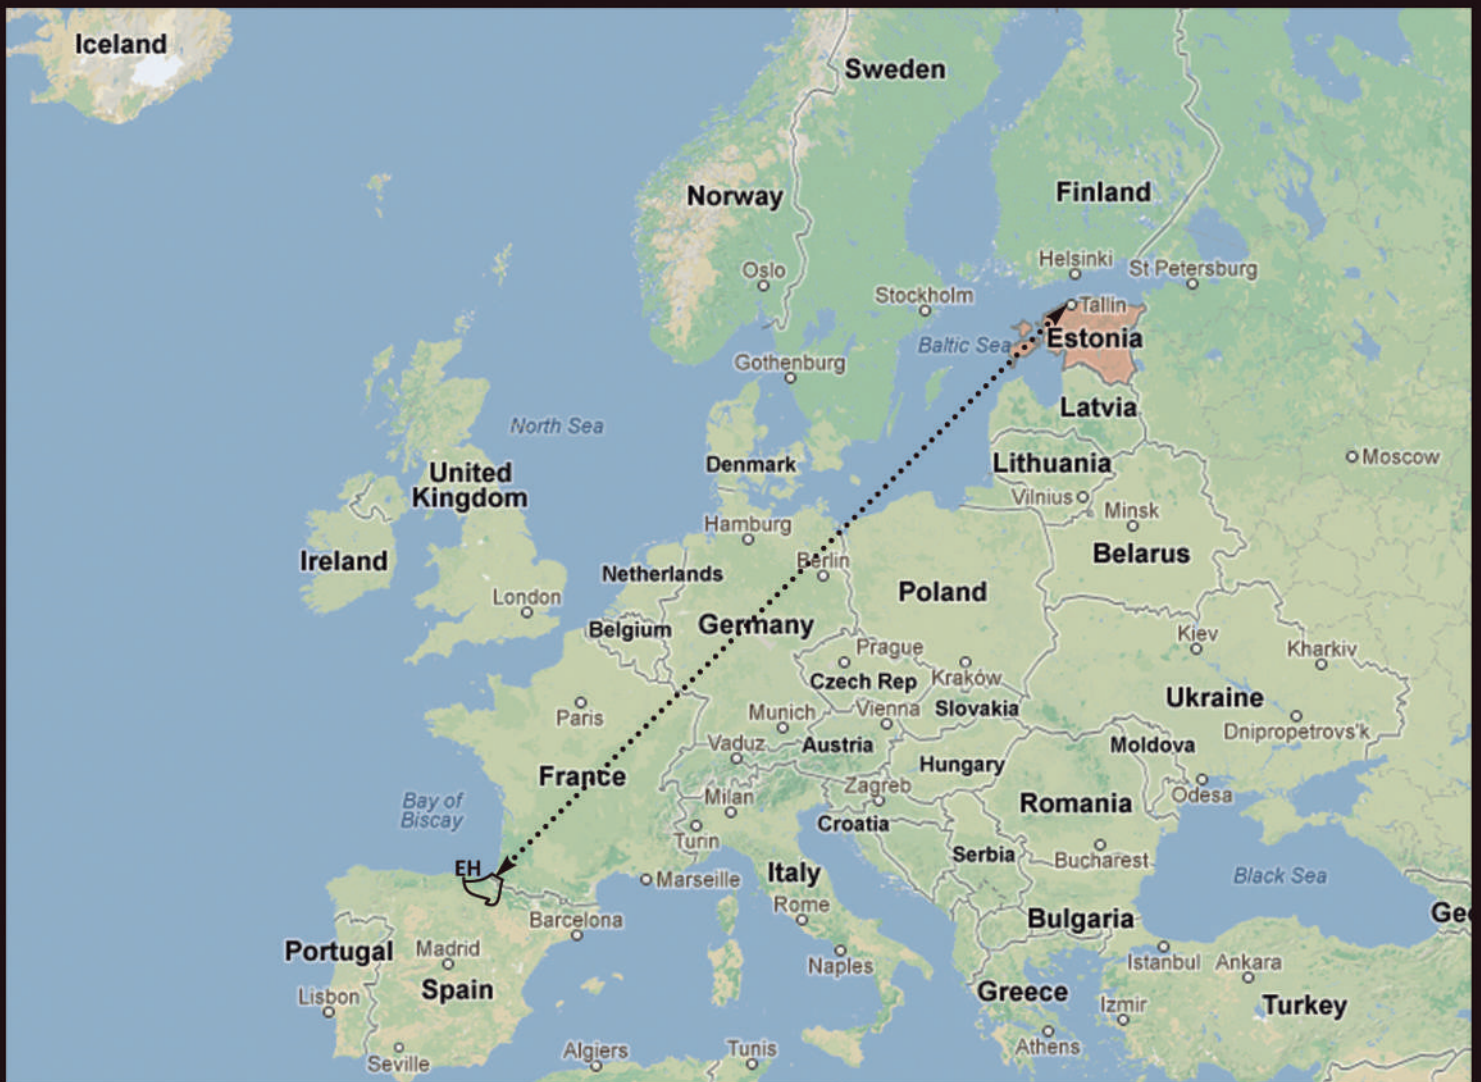 Iceland
Sweden
Norway
Finland
Oslo
Helsinki
St Petersburg
Stockholm
Tallin
Baltic Sea
Estonia
Gothenburg
Latvia
North Sea
Denmark
Lithuania
Moscow
United
Kingdom
Vilnius
Minsk
Hamburg
Ireland
Berlin
Belarus
Netherlands
London
Poland
Belgium
Germany
Prague
Kiev
Kharkiv
Czech Rep
Kraków
Ukraine
Paris
Munich
Vienna
Slovakia
Dnipropetrovs'k
Vaduz
Austria
Moldova
France
Hungary
Milan
Zagreb
Odesa
Bay of
Biscay
Romania
Croatia
Turin
Serbia
Bucharest
EH
Marseille
Italy
Black Sea
Rome
Barcelona
Bulgaria
Geo
Portugal
Madrid
Naples
Istanbul
Ankara
Spain
Greece
Lisbon
Izmir
Turkey
Athens
Seville
Algiers
Tunis